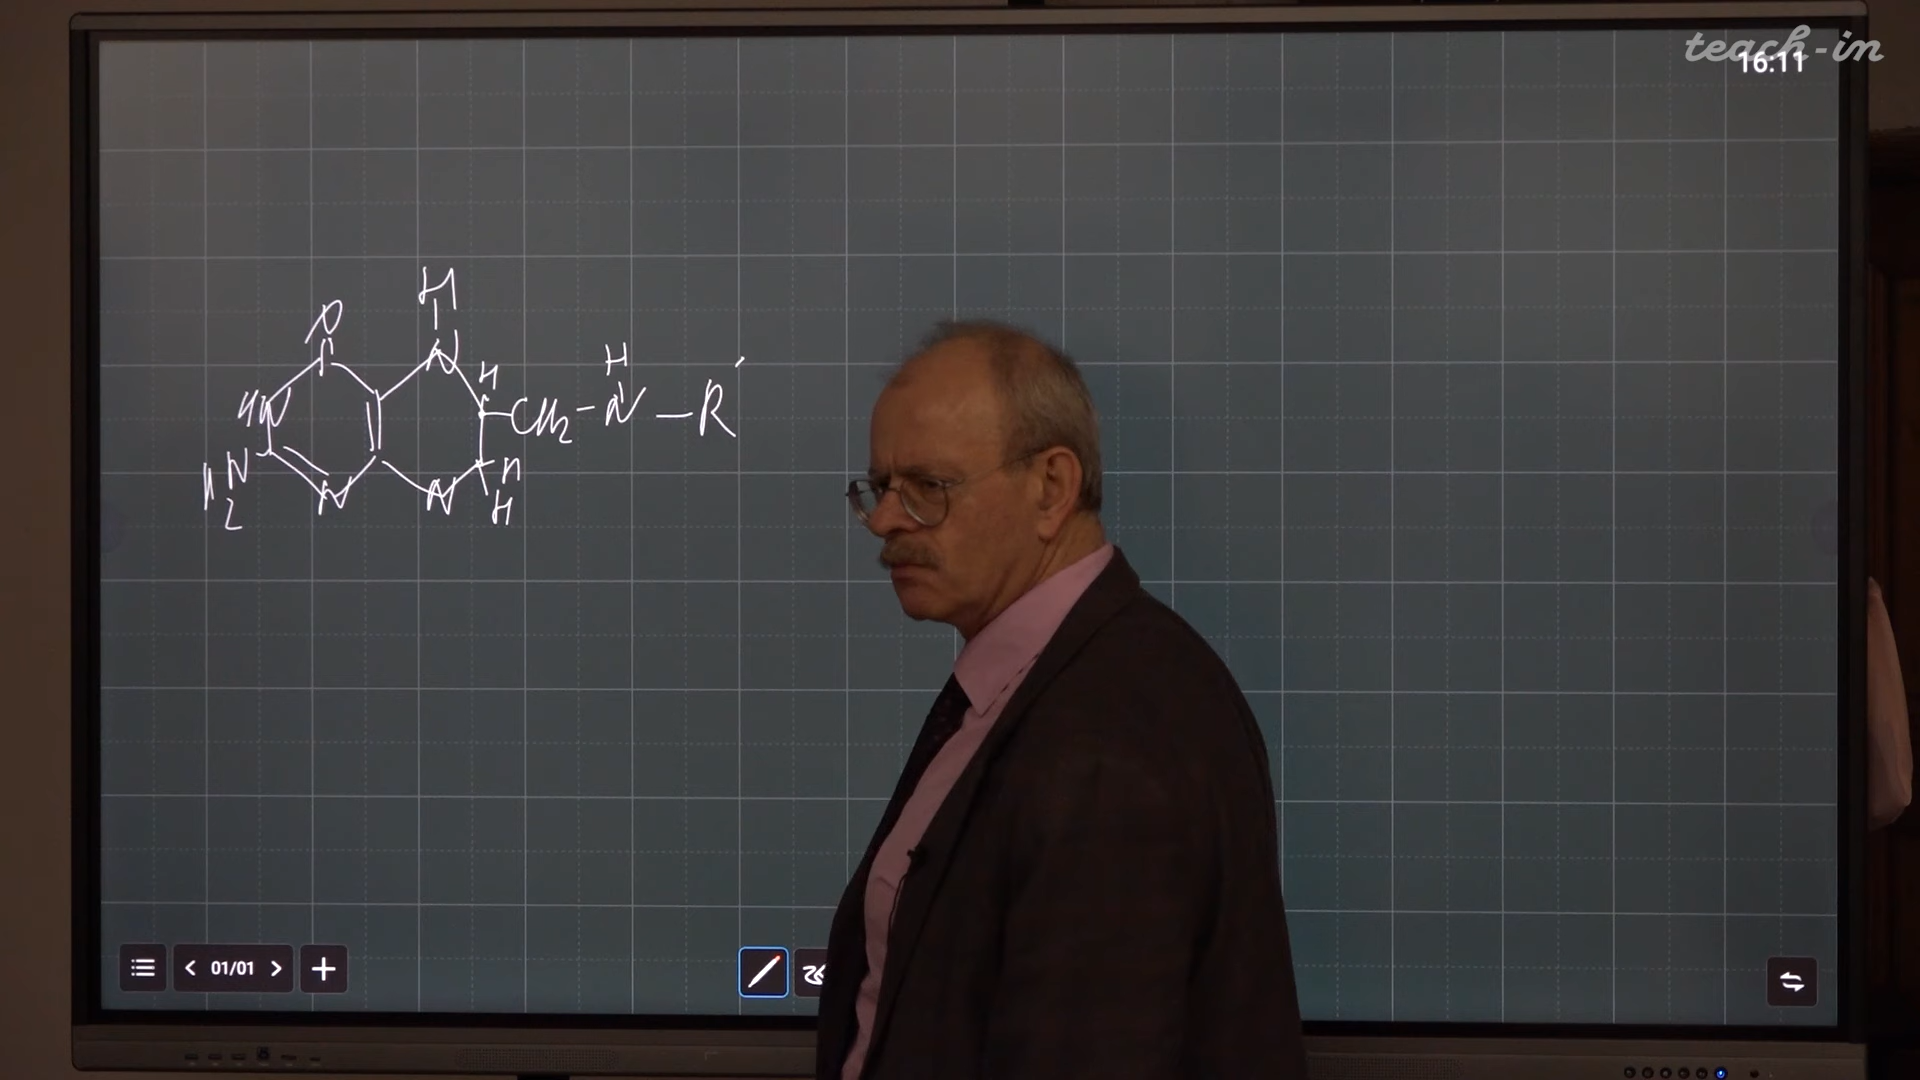 teach-in
16:11
H
O
N
H
H
HN
CH₂-N-R'
H₂N
H
N
N
H
01/01